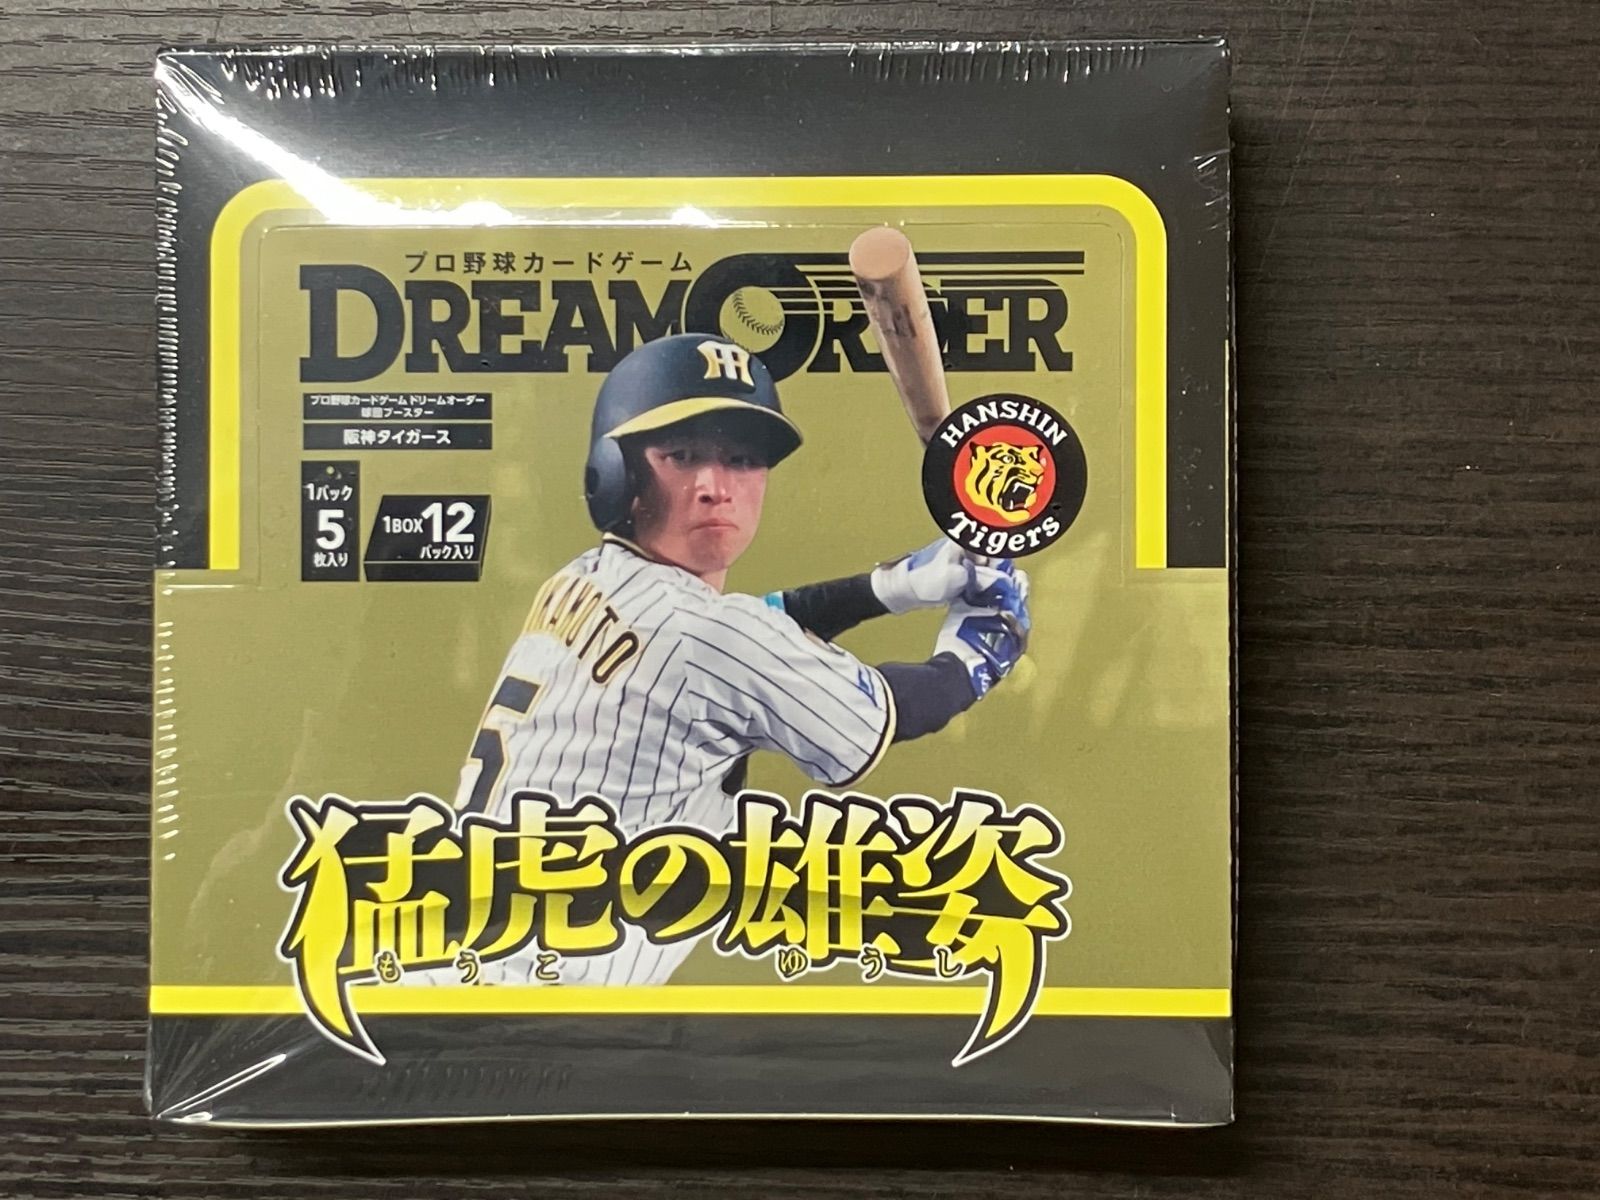 プロ野球カードゲーム
DREAM ORDER
プロ野球カードゲーム ドリームオーダー
球団ブースター
阪神タイガース
1パック
5
枚入り
1BOX12
パック入り
HANSHIN
Tigers
5
猛虎の雄姿
もうこ ゆうし